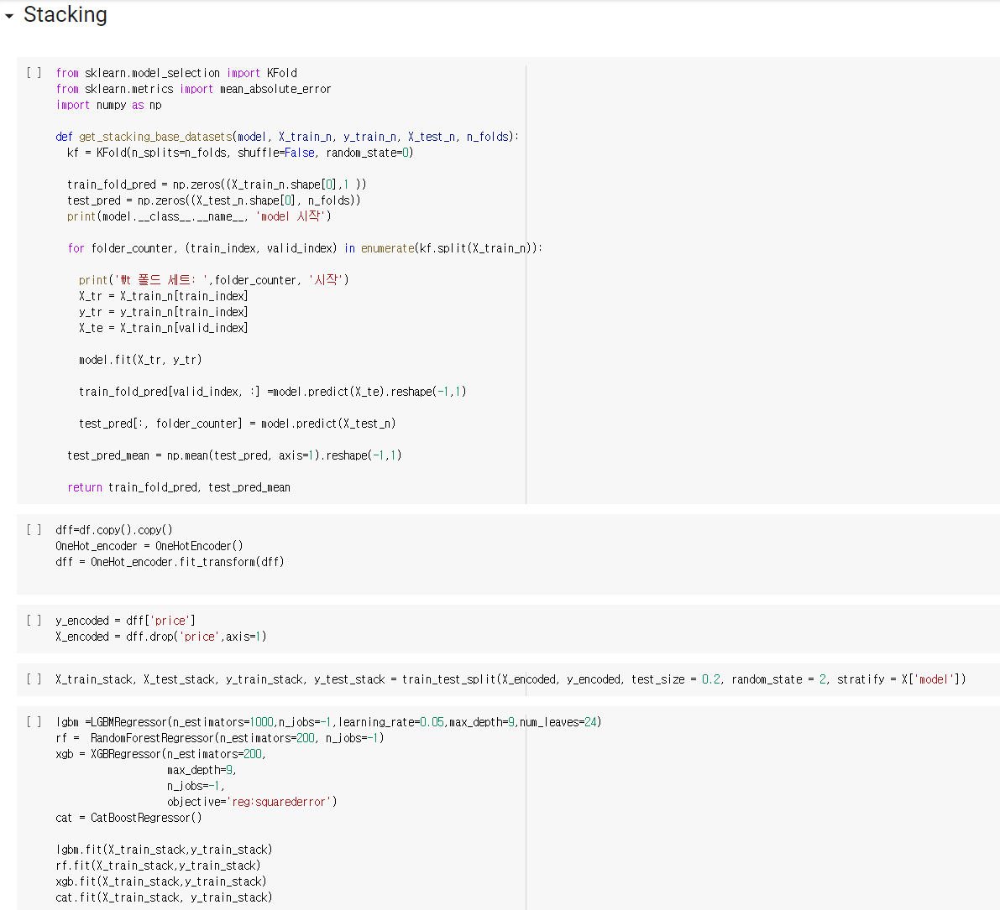 Stacking
[ ] from sklearn.model_selection import KFold
from sklearn.metrics import mean_absolute_error
import numpy as np
def get_stacking_base_datasets(model, X_train_n, y_train_n, X_test_n, n_folds):
kf = KFold(n_splits=n_folds, shuffle=False, random_state=0)
train_fold_pred = np.zeros((X_train_n.shape[0],1 ))
test_pred = np.zeros((X_test_n.shape[0], n_folds))
print(model.__class__.__name__, 'model 시작')
for folder_counter, (train_index, valid_index) in enumerate(kf.split(X_train_n)):
print('₩t 폴드 세트: ',folder_counter, '시작')
X_tr = X_train_n[train_index]
y_tr = y_train_n[train_index]
X_te = X_train_n[valid_index]
model.fit(X_tr, y_tr)
train_fold_pred[valid_index, :] =model.predict(X_te).reshape(-1,1)
test_pred[:, folder_counter] = model.predict(X_test_n)
test_pred_mean = np.mean(test_pred, axis=1).reshape(-1,1)
return train_fold_pred, test_pred_mean
[ ] dff=df.copy().copy()
OneHot_encoder = OneHotEncoder()
dff = OneHot_encoder.fit_transform(dff)
[ ] y_encoded = dff['price']
X_encoded = dff.drop('price',axis=1)
[ ] X_train_stack, X_test_stack, y_train_stack, y_test_stack = train_test_split(X_encoded, y_encoded, test_size = 0.2, random_state = 2, stratify = X['model'])
[ ] lgbm =LGBMRegressor(n_estimators=1000,n_jobs=-1,learning_rate=0.05,max_depth=9,num_leaves=24)
rf =  RandomForestRegressor(n_estimators=200, n_jobs=-1)
xgb = XGBRegressor(n_estimators=200,
max_depth=9,
n_jobs=-1,
objective='reg:squarederror')
cat = CatBoostRegressor()
lgbm.fit(X_train_stack,y_train_stack)
rf.fit(X_train_stack,y_train_stack)
xgb.fit(X_train_stack,y_train_stack)
cat.fit(X_train_stack, y_train_stack)